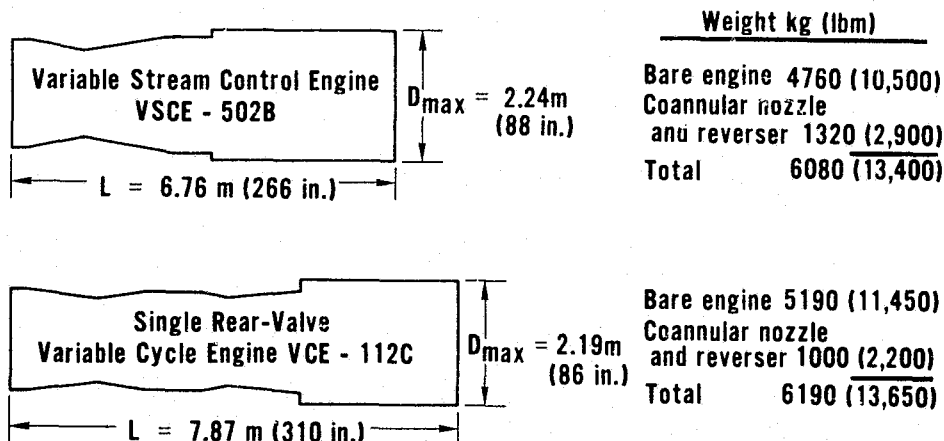 Weight kg (lbm)
Variable Stream Control Engine
VSCE - 502B
Dmax = 2.24m
(88 in.)
L = 6.76 m (266 in.)
Bare engine 4760 (10,500)
Coannular nozzle
and reverser 1320 (2,900)
Total 6080 (13,400)
Single Rear-Valve
Variable Cycle Engine VCE - 112C
Dmax = 2.19m
(86 in.)
L = 7.87 m (310 in.)
Bare engine 5190 (11,450)
Coannular nozzle
and reverser 1000 (2,200)
Total 6190 (13,650)